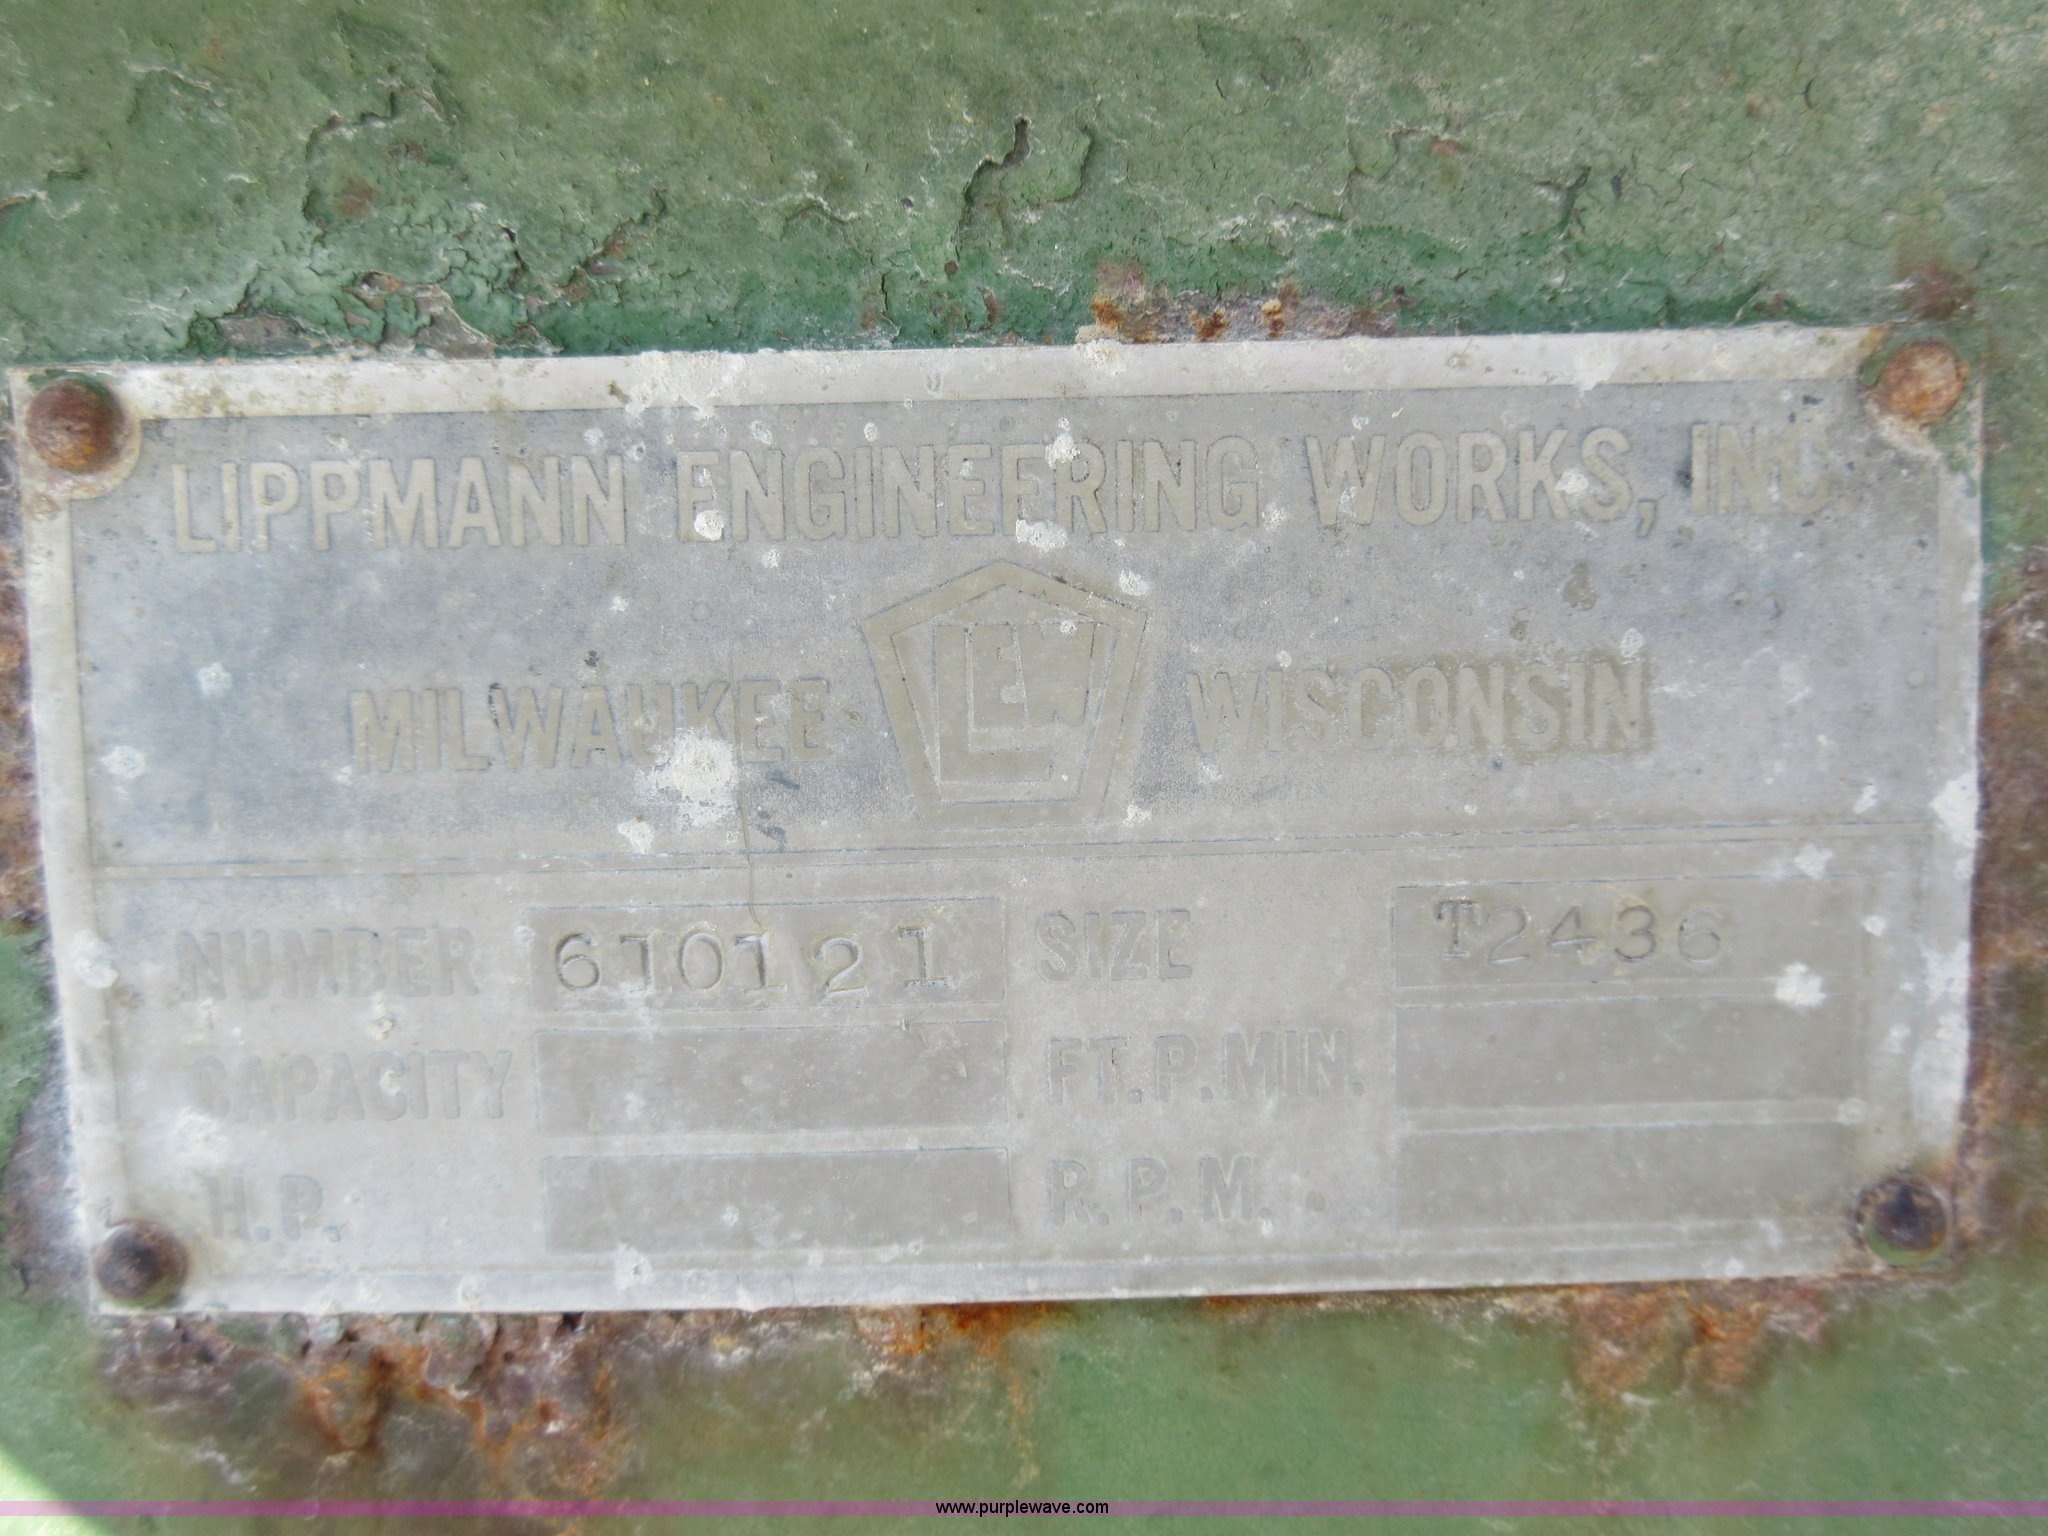 LIPPMANN ENGINEERING WORKS, INC.
LEW
MILWAUKEE WISCONSIN
NUMBER 610121 SIZE T2436
CAPACITY FT. P. MIN.
H.P. R.P.M.
www.purplewave.com